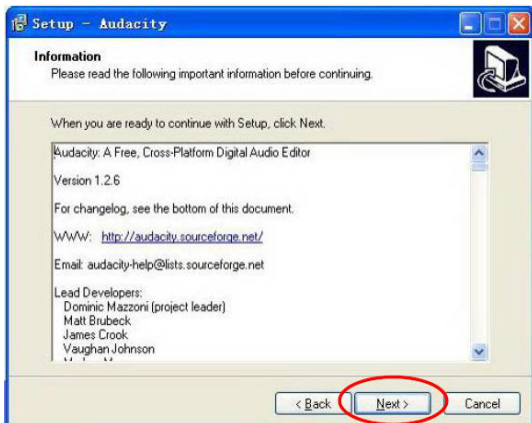 Setup - Audacity
Information
Please read the following important information before continuing.
When you are ready to continue with Setup, click Next.
Audacity: A Free, Cross-Platform Digital Audio Editor
Version 1.2.6
For changelog, see the bottom of this document.
WWW: http://audacity.sourceforge.net/
Email: audacity-help@lists.sourceforge.net
Lead Developers:
Dominic Mazzoni (project leader)
Matt Brubeck
James Crook
Vaughan Johnson
< Back Next > Cancel